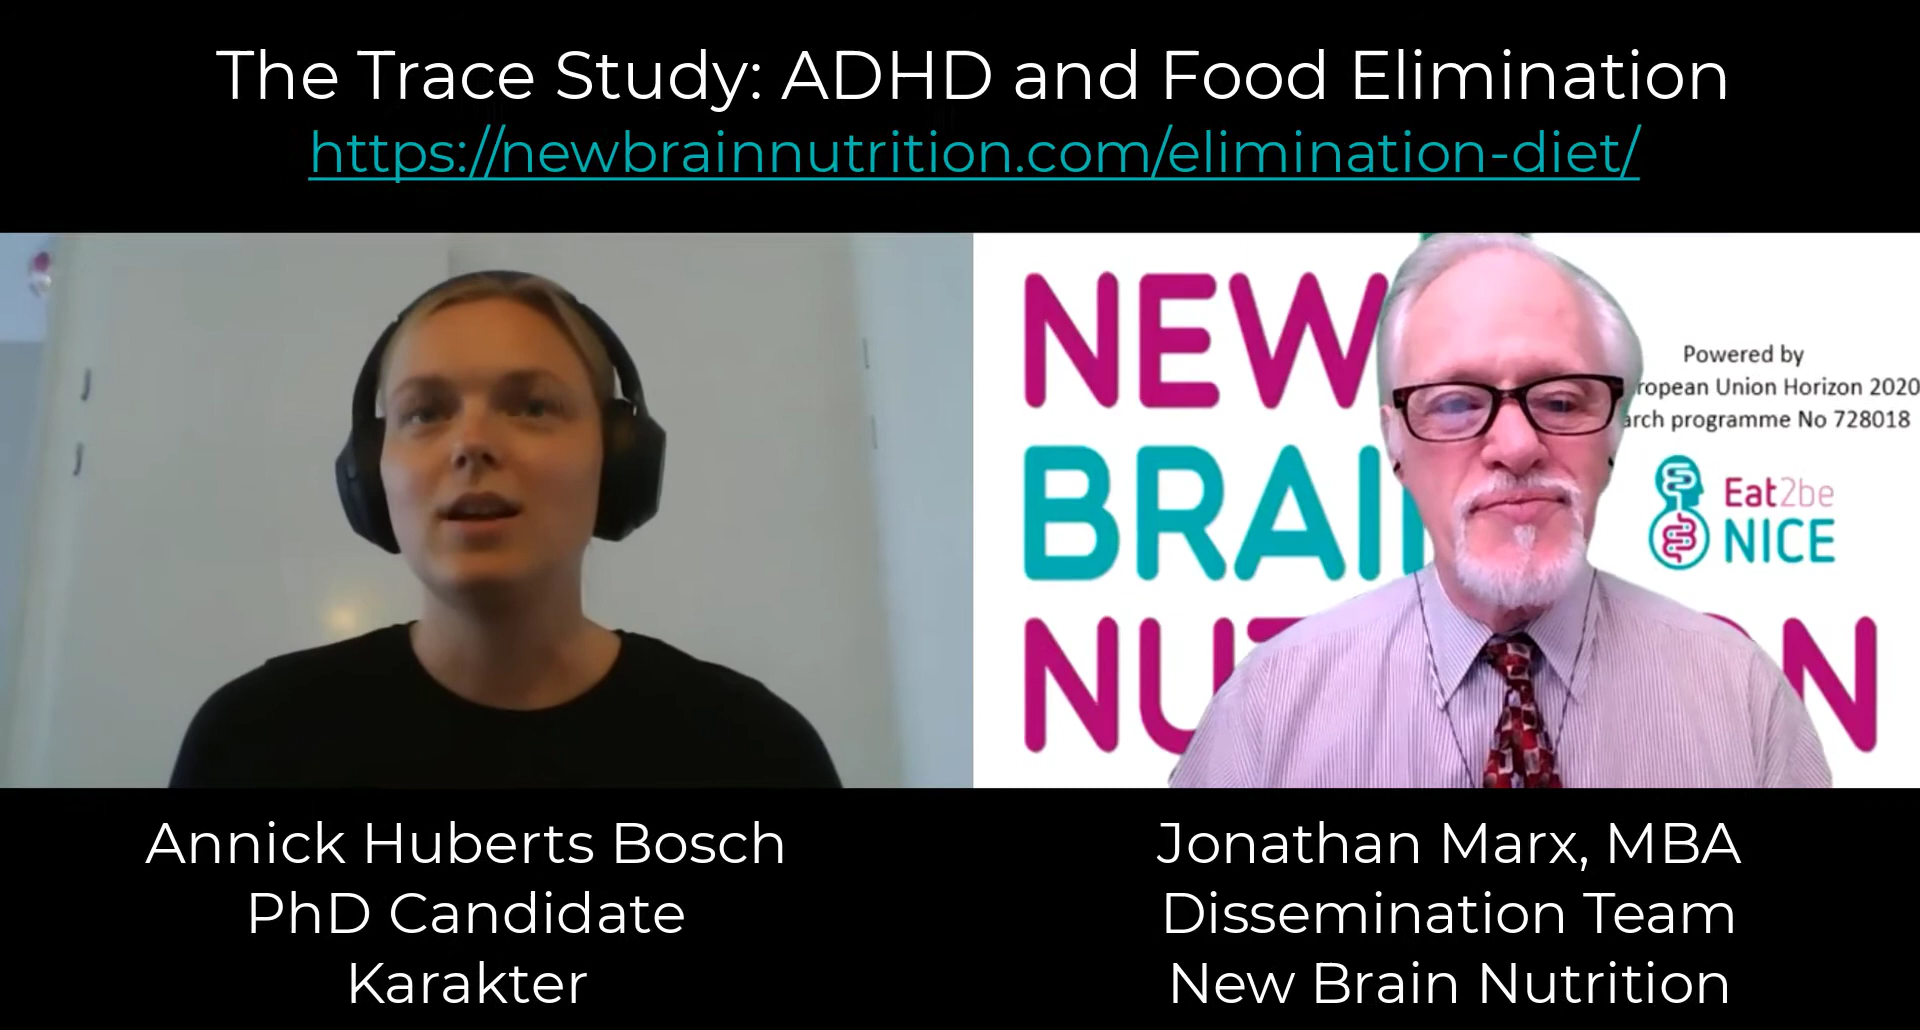 The Trace Study: ADHD and Food Elimination
https://newbrainnutrition.com/elimination-diet/
NEW
BRAI
NUT ON
Powered by
ropean Union Horizon 2020
arch programme No 728018
Eat2be
NICE
Annick Huberts Bosch
PhD Candidate
Karakter
Jonathan Marx, MBA
Dissemination Team
New Brain Nutrition